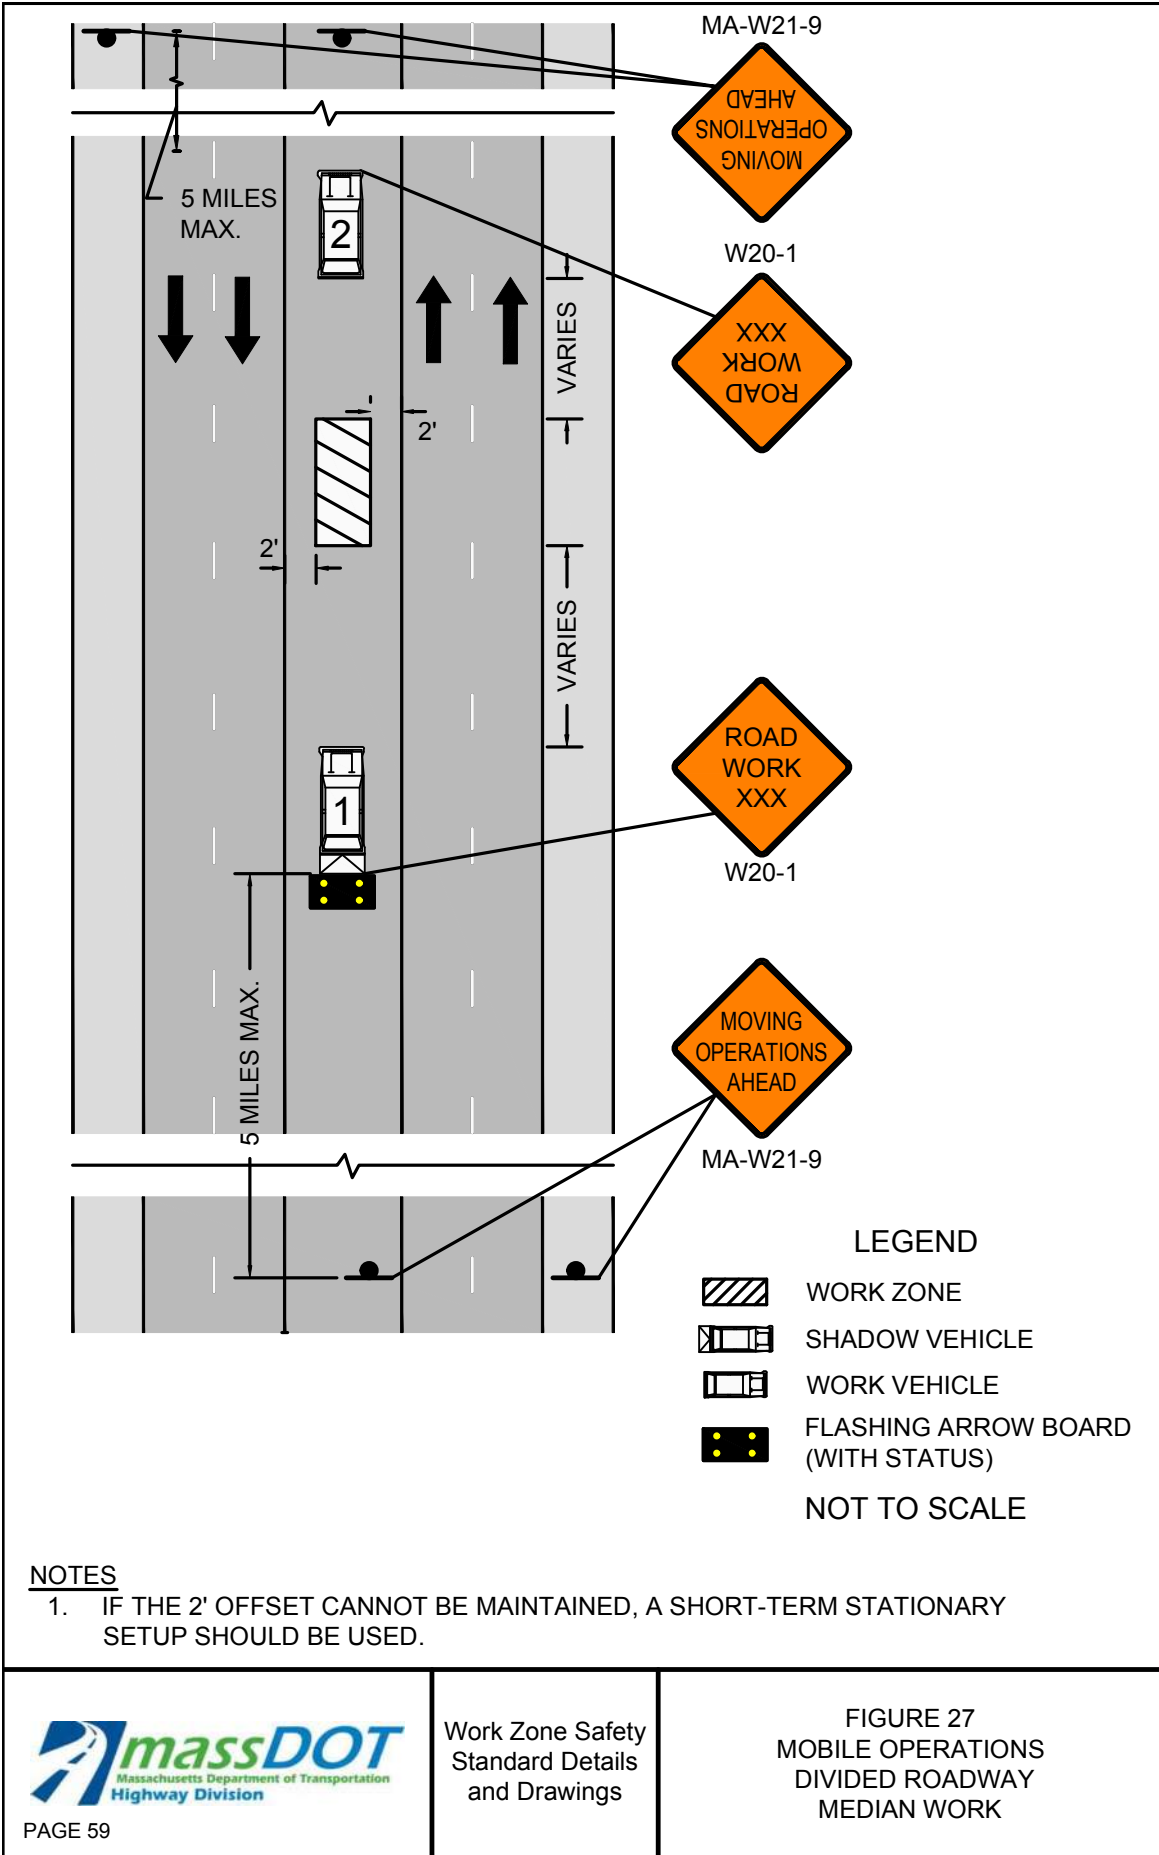 MA-W21-9
MOVING
OPERATIONS
AHEAD
5 MILES
MAX.
2
W20-1
ROAD
WORK
XXX
VARIES
2'
2'
VARIES
ROAD
WORK
XXX
1
W20-1
5 MILES MAX.
MOVING
OPERATIONS
AHEAD
MA-W21-9
LEGEND
WORK ZONE
SHADOW VEHICLE
WORK VEHICLE
FLASHING ARROW BOARD
(WITH STATUS)
NOT TO SCALE
NOTES
1. IF THE 2' OFFSET CANNOT BE MAINTAINED, A SHORT-TERM STATIONARY
SETUP SHOULD BE USED.
massDOT
Massachusetts Department of Transportation
Highway Division
PAGE 59
Work Zone Safety
Standard Details
and Drawings
FIGURE 27
MOBILE OPERATIONS
DIVIDED ROADWAY
MEDIAN WORK